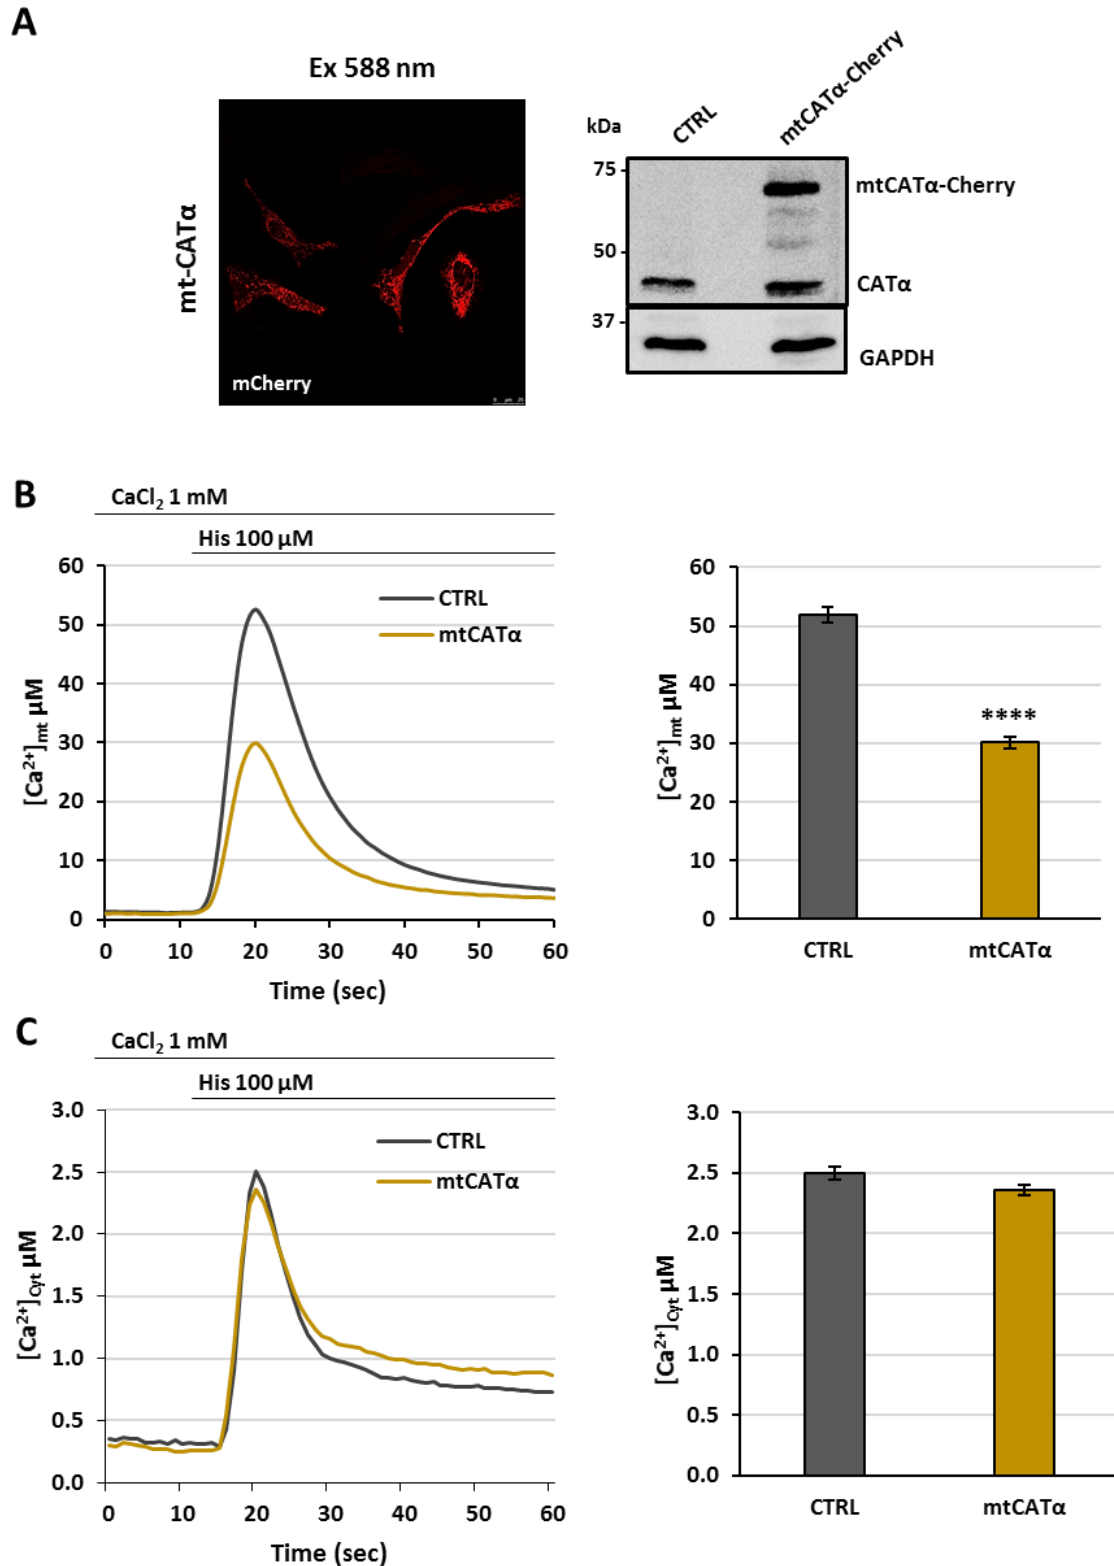 A
Ex 588 nm
mt-CATα
mCherry
kDa
CTRL
mtCATα-Cherry
75
50
37
mtCATα-Cherry
CATα
GAPDH
B
CaCl₂ 1 mM
His 100 µM
[Ca²⁺]mt µM
60
50
40
30
20
10
0
CTRL
mtCATα
0 10 20 30 40 50 60
Time (sec)
[Ca²⁺]mt µM
60
50
40
30
20
10
0
****
CTRL mtCATα
C
CaCl₂ 1 mM
His 100 µM
[Ca²⁺]Cyt µM
3.0
2.5
2.0
1.5
1.0
0.5
0.0
CTRL
mtCATα
0 10 20 30 40 50 60
Time (sec)
[Ca²⁺]Cyt µM
3.0
2.5
2.0
1.5
1.0
0.5
0.0
CTRL mtCATα